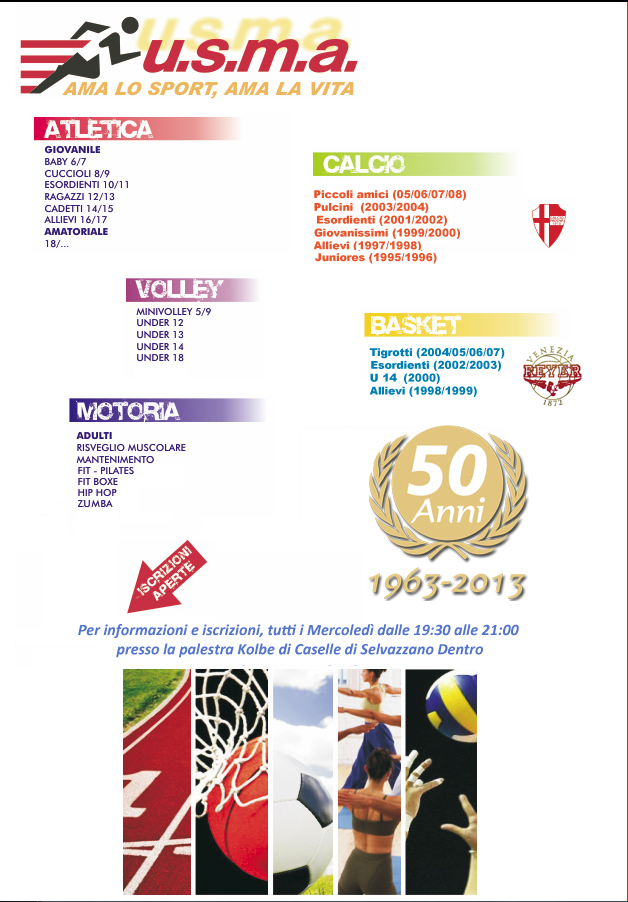 u.s.m.a.
u.s.m.a.
AMA LO SPORT, AMA LA VITA
ATLETICA
GIOVANILE
BABY 6/7
CUCCIOLI 8/9
ESORDIENTI 10/11
RAGAZZI 12/13
CADETTI 14/15
ALLIEVI 16/17
AMATORIALE
18/...
CALCIO
Piccoli amici (05/06/07/08)
Pulcini (2003/2004)
Esordienti (2001/2002)
Giovanissimi (1999/2000)
Allievi (1997/1998)
Juniores (1995/1996)
VOLLEY
MINIVOLLEY 5/9
UNDER 12
UNDER 13
UNDER 14
UNDER 18
BASKET
Tigrotti (2004/05/06/07)
Esordienti (2002/2003)
U 14 (2000)
Allievi (1998/1999)
VENEZIA
REYER
1872
MOTORIA
ADULTI
RISVEGLIO MUSCOLARE
MANTENIMENTO
FIT - PILATES
FIT BOXE
HIP HOP
ZUMBA
50
Anni
1963-2013
ISCRIZIONI
APERTE
Per informazioni e iscrizioni, tutti i Mercoledì dalle 19:30 alle 21:00
presso la palestra Kolbe di Caselle di Selvazzano Dentro
1